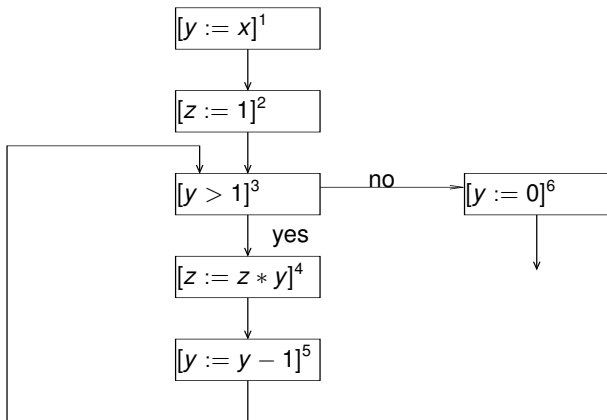 [y := x]¹
[z := 1]²
[y > 1]³
no
[y := 0]⁶
yes
[z := z ∗ y]⁴
[y := y − 1]⁵